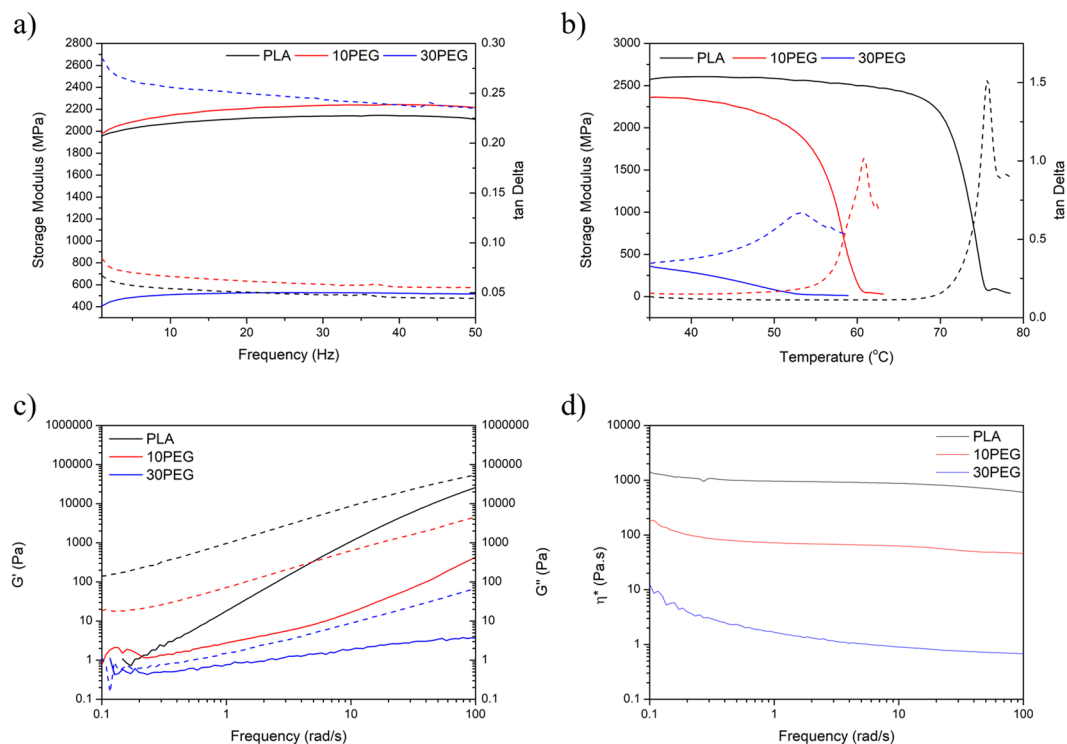 a)
PLA 10PEG 30PEG
2800
2600
2400
2200
2000
1800
1600
1400
1200
1000
800
600
400
Storage Modulus (MPa)
0.30
0.25
0.20
0.15
0.10
0.05
0.00
tan Delta
10 20 30 40 50
Frequency (Hz)
b)
PLA 10PEG 30PEG
3000
2500
2000
1500
1000
500
0
Storage Modulus (MPa)
1.5
1.0
0.5
0.0
tan Delta
40 50 60 70 80
Temperature (°C)
c)
PLA
10PEG
30PEG
1000000
100000
10000
1000
100
10
1
0.1
G' (Pa)
1000000
100000
10000
1000
100
10
1
0.1
G'' (Pa)
0.1 1 10 100
Frequency (rad/s)
d)
PLA
10PEG
30PEG
10000
1000
100
10
1
0.1
η* (Pa.s)
0.1 1 10 100
Frequency (rad/s)